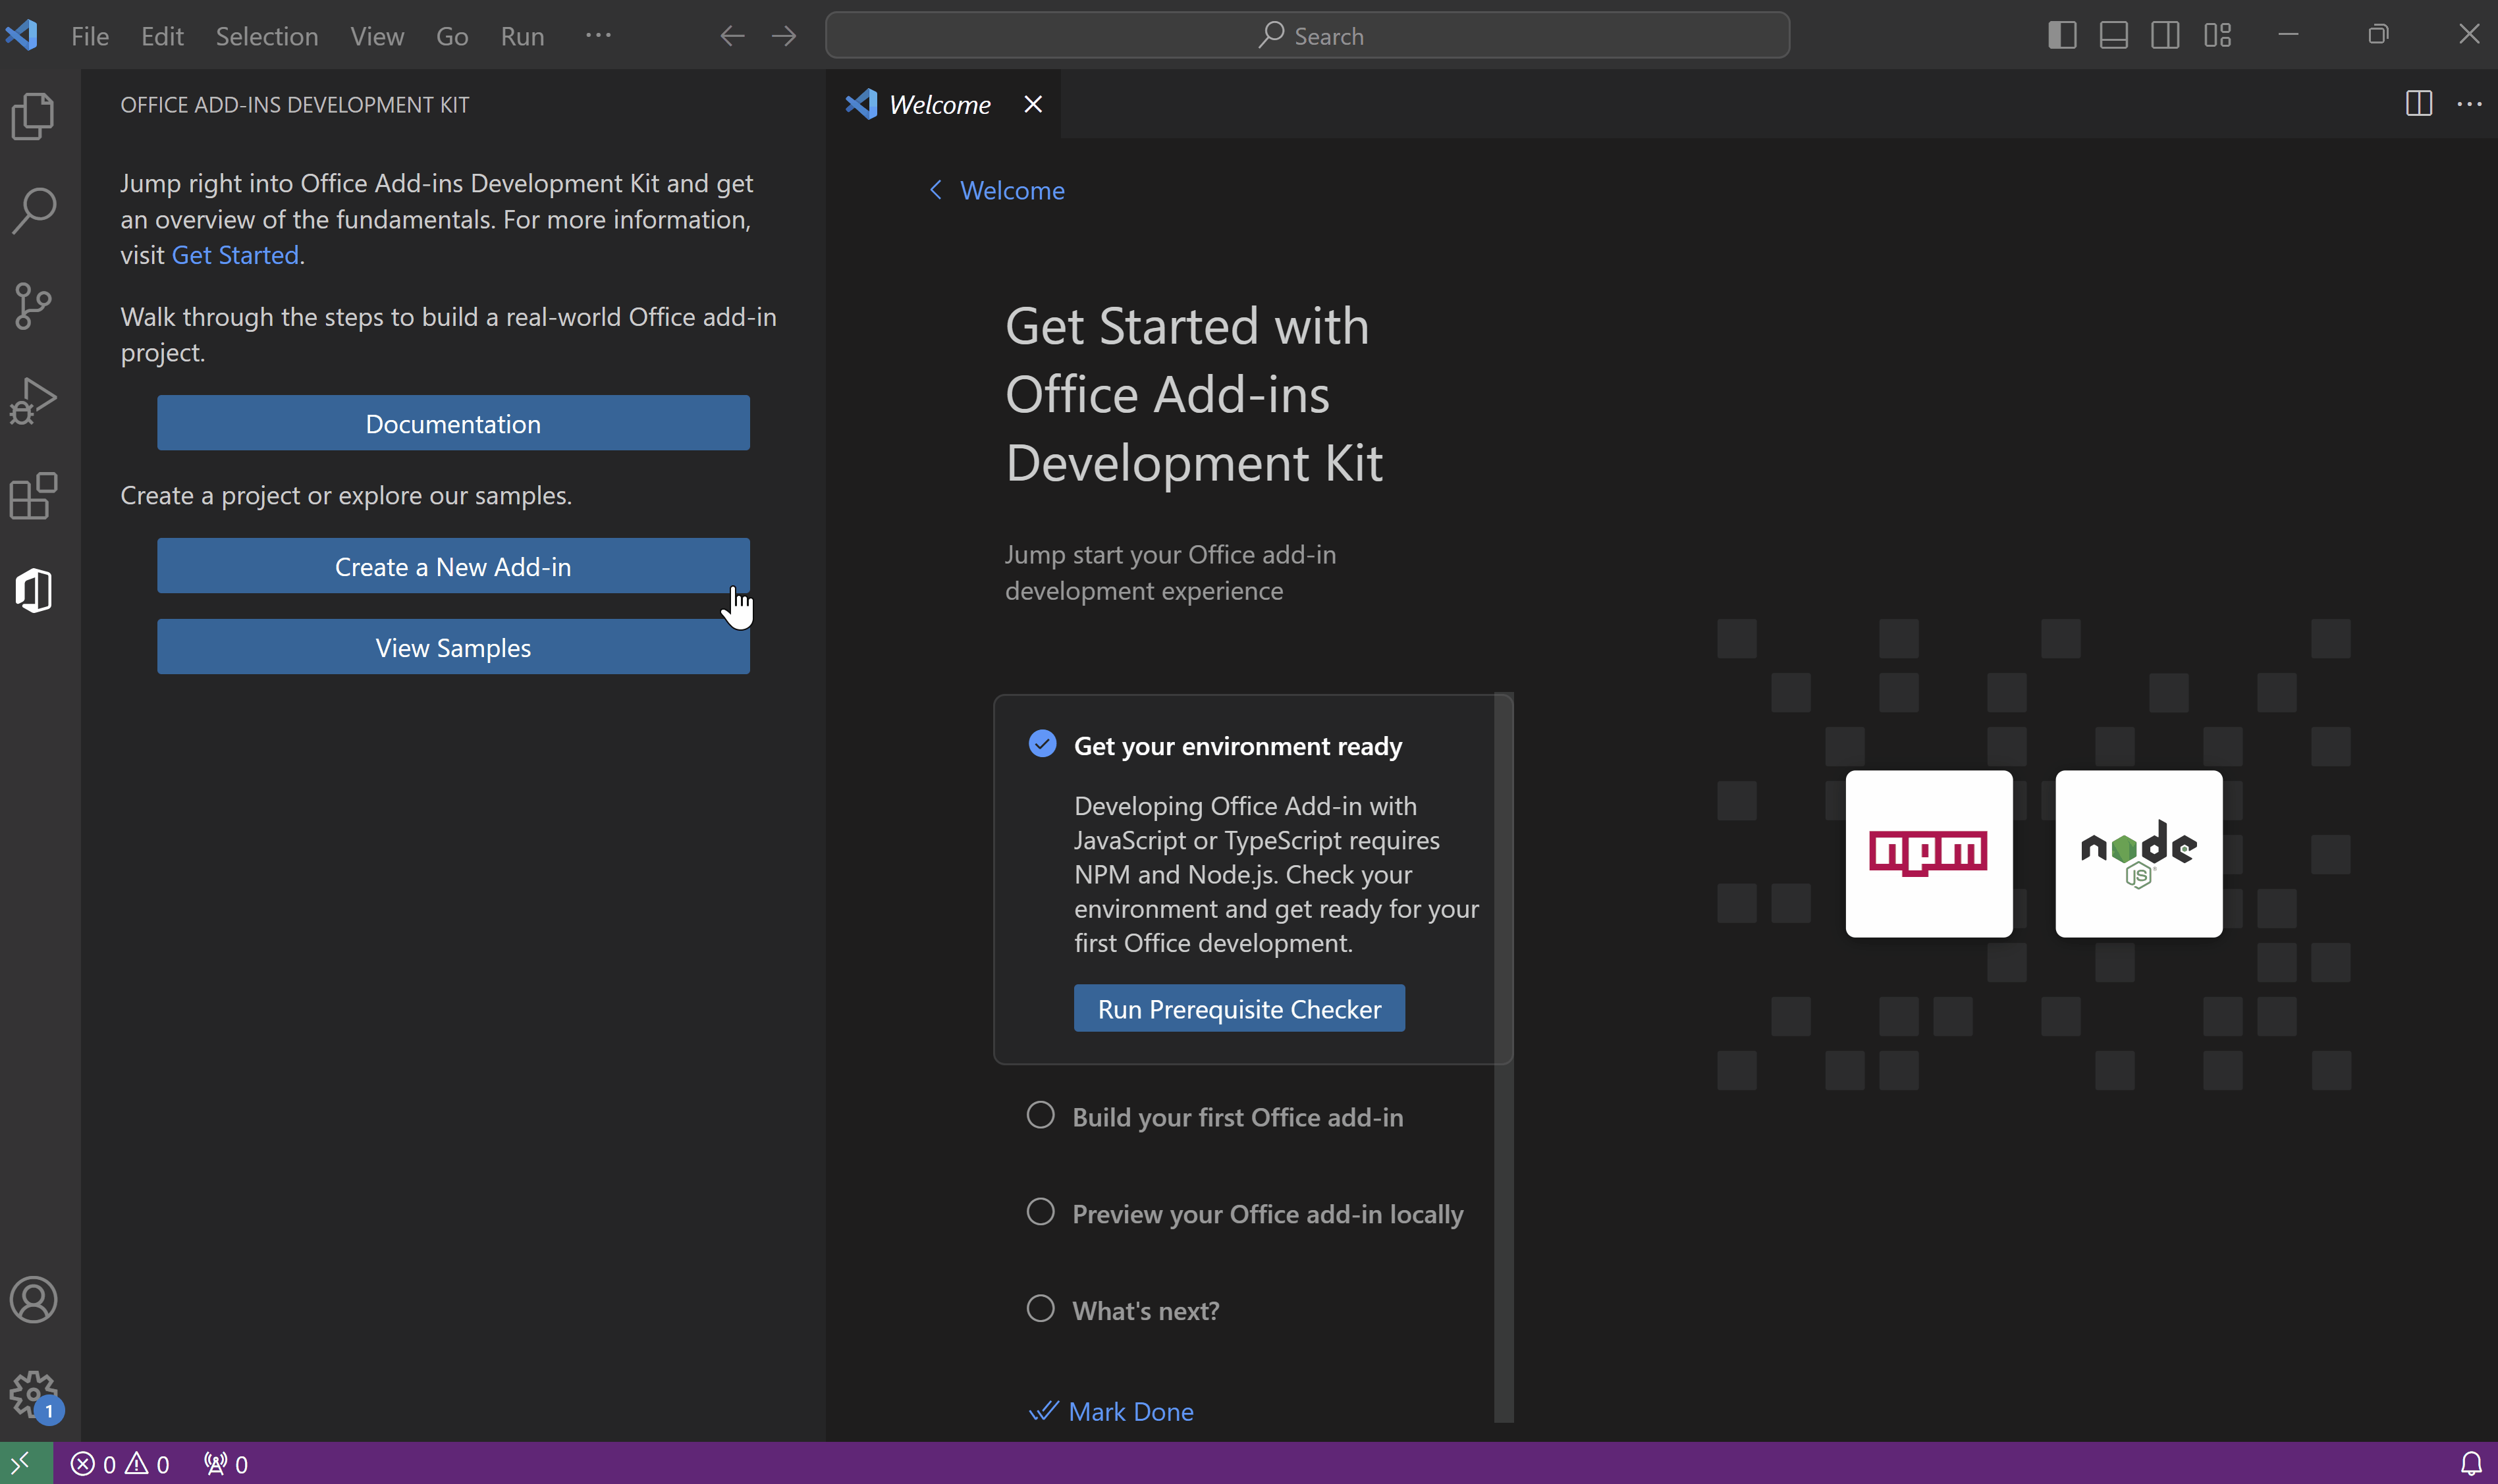 File Edit Selection View Go Run ··· Search
OFFICE ADD-INS DEVELOPMENT KIT
Jump right into Office Add-ins Development Kit and get
an overview of the fundamentals. For more information,
visit Get Started.
Walk through the steps to build a real-world Office add-in
project.
Documentation
Create a project or explore our samples.
Create a New Add-in
View Samples
Welcome
Welcome
Get Started with
Office Add-ins
Development Kit
Jump start your Office add-in
development experience
Get your environment ready
Developing Office Add-in with
JavaScript or TypeScript requires
NPM and Node.js. Check your
environment and get ready for your
first Office development.
Run Prerequisite Checker
Build your first Office add-in
Preview your Office add-in locally
What's next?
Mark Done
npm
node
JS
1
0 0 0